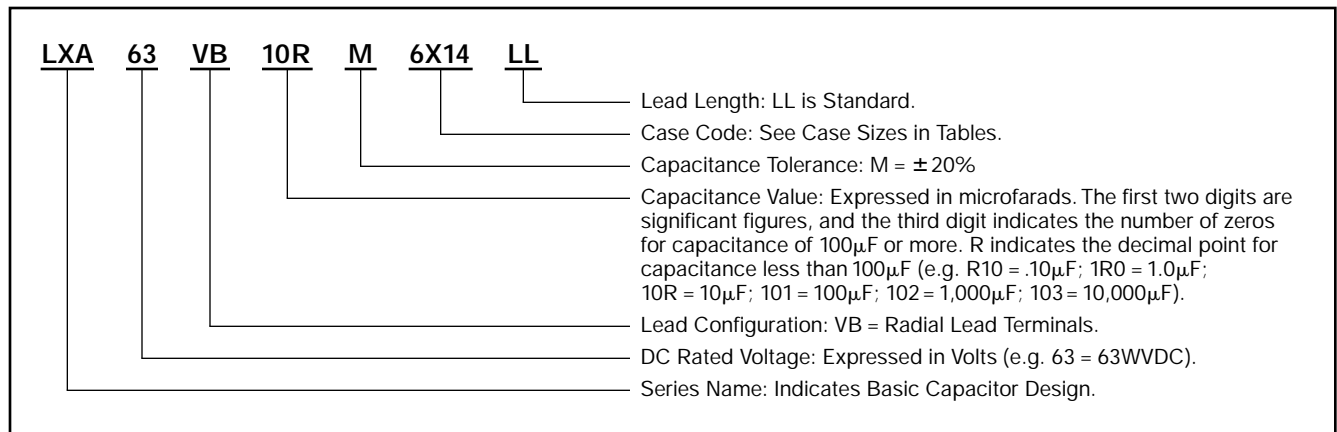 LXA 63 VB 10R M 6X14 LL
Lead Length: LL is Standard.
Case Code: See Case Sizes in Tables.
Capacitance Tolerance: M = ±20%
Capacitance Value: Expressed in microfarads. The first two digits are
significant figures, and the third digit indicates the number of zeros
for capacitance of 100µF or more. R indicates the decimal point for
capacitance less than 100µF (e.g. R10 = .10µF; 1R0 = 1.0µF;
10R = 10µF; 101 = 100µF; 102 = 1,000µF; 103 = 10,000µF).
Lead Configuration: VB = Radial Lead Terminals.
DC Rated Voltage: Expressed in Volts (e.g. 63 = 63WVDC).
Series Name: Indicates Basic Capacitor Design.